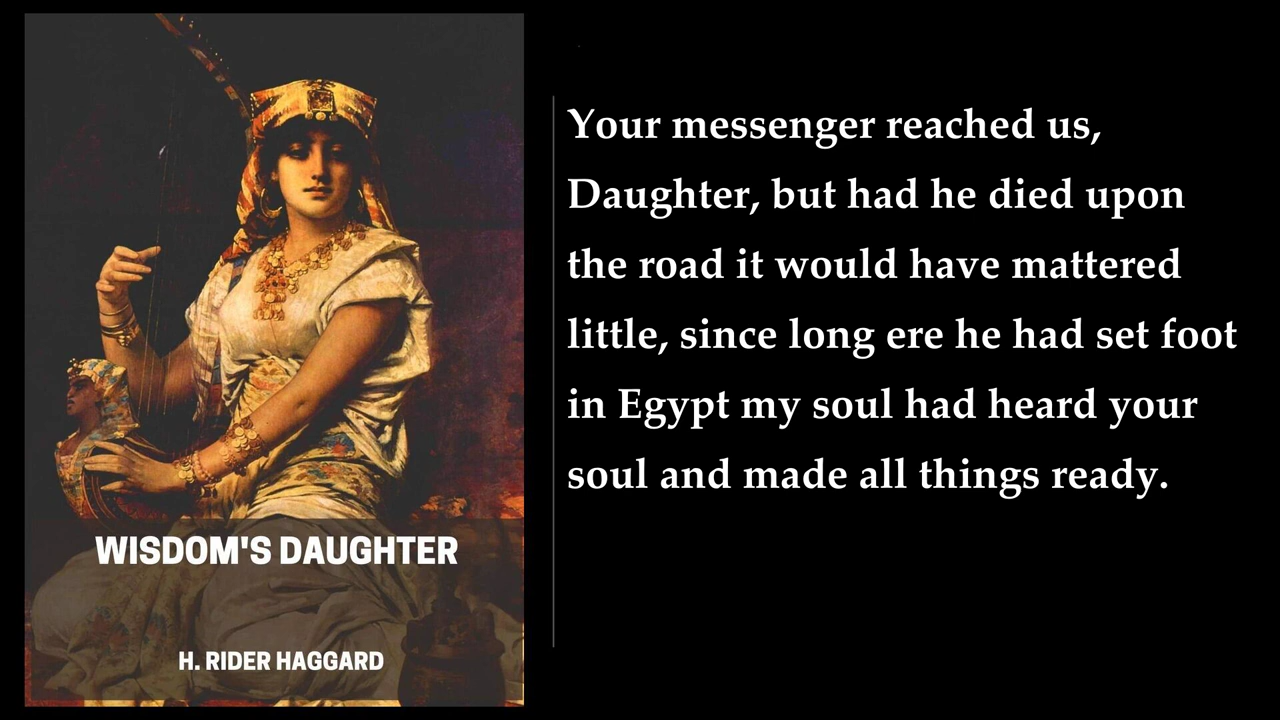 WISDOM'S DAUGHTER
H. RIDER HAGGARD
Your messenger reached us,
Daughter, but had he died upon
the road it would have mattered
little, since long ere he had set foot
in Egypt my soul had heard your
soul and made all things ready.